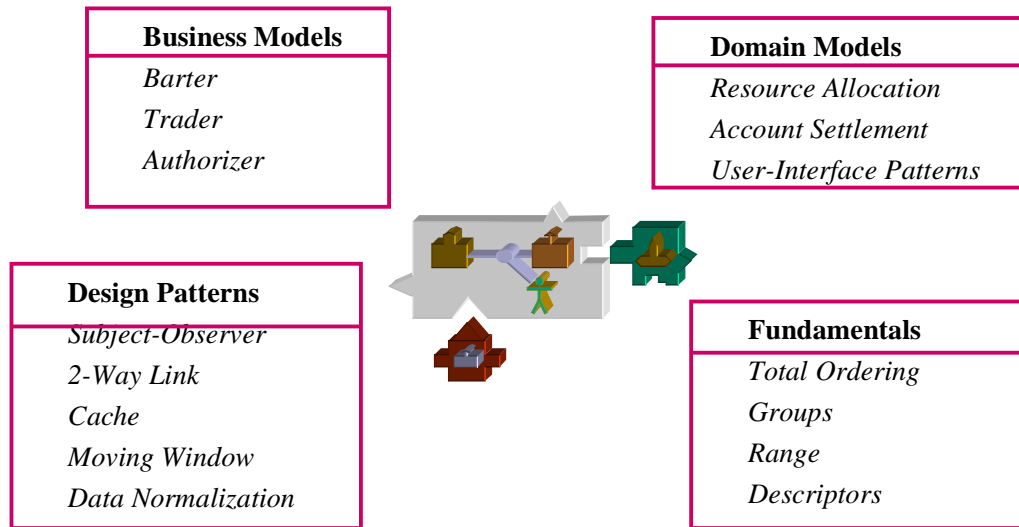 Business Models
Barter
Trader
Authorizer
Domain Models
Resource Allocation
Account Settlement
User-Interface Patterns
Design Patterns
Subject-Observer
2-Way Link
Cache
Moving Window
Data Normalization
Fundamentals
Total Ordering
Groups
Range
Descriptors